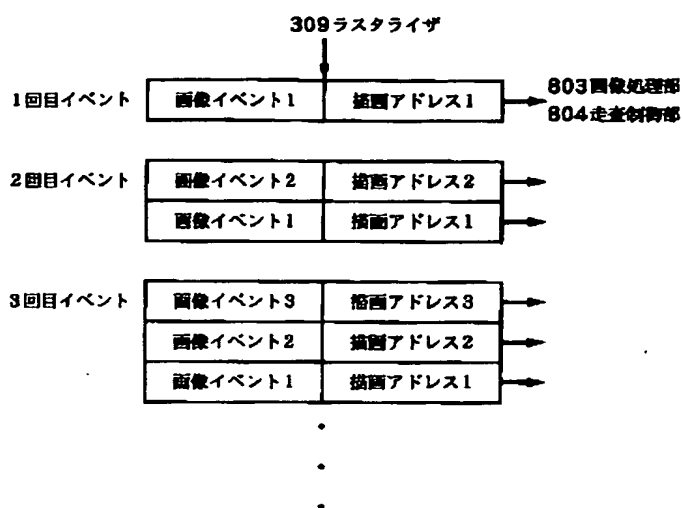 309ラスタライザ
1回目イベント 画像イベント1 描画アドレス1 803画像処理部
804走査制御部
2回目イベント 画像イベント2 描画アドレス2
画像イベント1 描画アドレス1
3回目イベント 画像イベント3 描画アドレス3
画像イベント2 描画アドレス2
画像イベント1 描画アドレス1